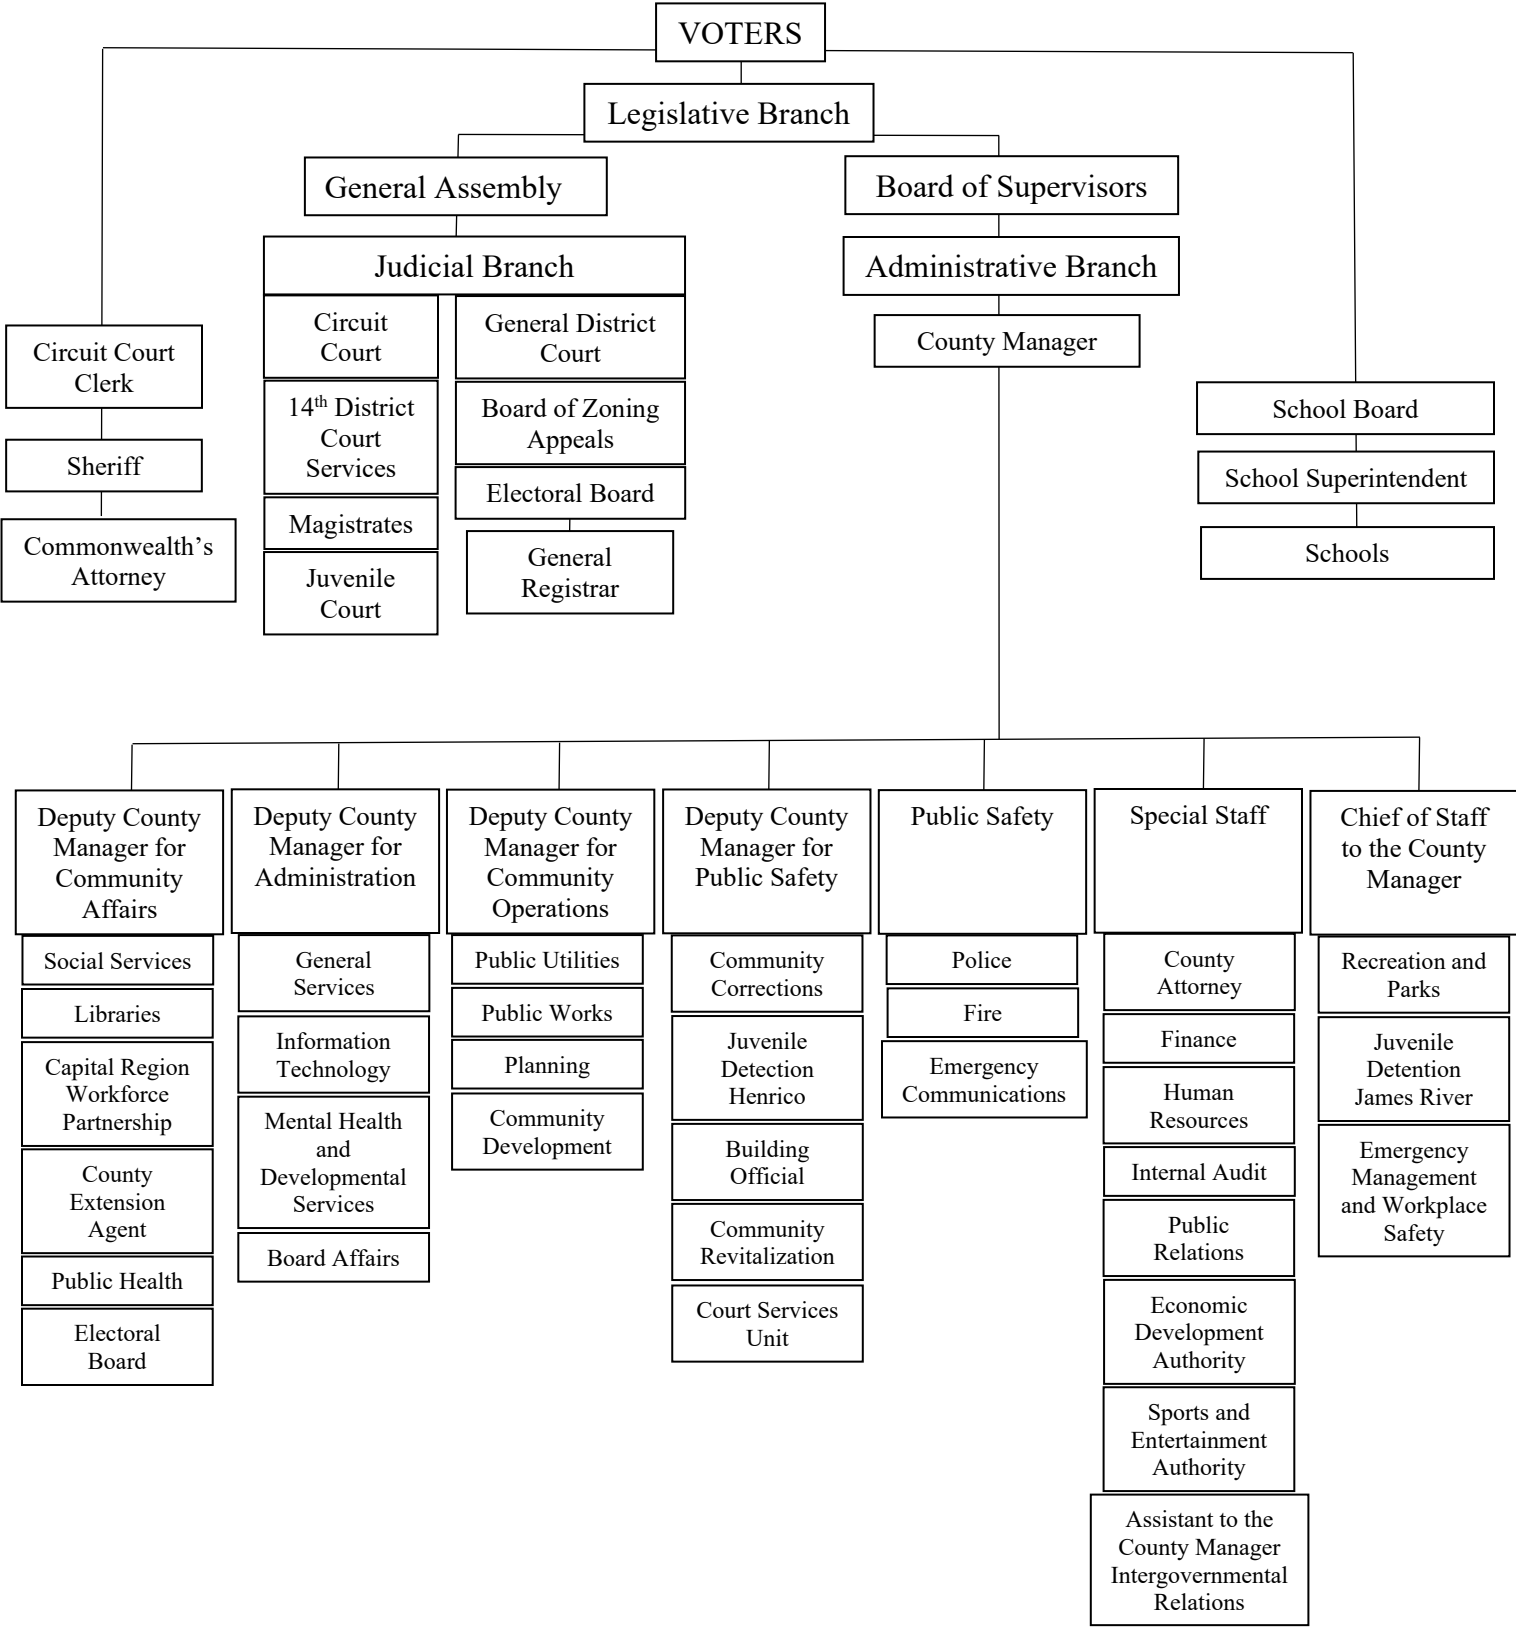 VOTERS
Legislative Branch
General Assembly
Board of Supervisors
Judicial Branch
Administrative Branch
Circuit
Court
General District
Court
County Manager
Circuit Court
Clerk
14th District
Court
Services
Board of Zoning
Appeals
School Board
Sheriff
Electoral Board
School Superintendent
Magistrates
Commonwealth’s
Attorney
General
Registrar
Schools
Juvenile
Court
Deputy County
Manager for
Community
Affairs
Social Services
Libraries
Capital Region
Workforce
Partnership
County
Extension
Agent
Public Health
Electoral
Board
Deputy County
Manager for
Administration
General
Services
Information
Technology
Mental Health
and
Developmental
Services
Board Affairs
Deputy County
Manager for
Community
Operations
Public Utilities
Public Works
Planning
Community
Development
Deputy County
Manager for
Public Safety
Community
Corrections
Juvenile
Detection
Henrico
Building
Official
Community
Revitalization
Court Services
Unit
Public Safety
Police
Fire
Emergency
Communications
Special Staff
County
Attorney
Finance
Human
Resources
Internal Audit
Public
Relations
Economic
Development
Authority
Sports and
Entertainment
Authority
Assistant to the
County Manager
Intergovernmental
Relations
Chief of Staff
to the County
Manager
Recreation and
Parks
Juvenile
Detention
James River
Emergency
Management
and Workplace
Safety